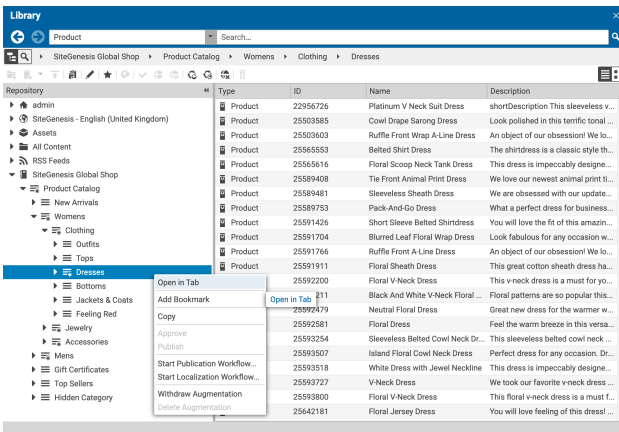 Library
Product
Search...
SiteGenesis Global Shop
Product Catalog
Womens
Clothing
Dresses
Repository
Type
ID
Name
Description
admin
SiteGenesis - English (United Kingdom)
Assets
All Content
RSS Feeds
SiteGenesis Global Shop
Product Catalog
New Arrivals
Womens
Clothing
Outfits
Tops
Dresses
Bottoms
Jackets & Coats
Feeling Red
Jewelry
Accessories
Mens
Gift Certificates
Top Sellers
Hidden Category
Open in Tab
Add Bookmark
Copy
Approve
Publish
Start Publication Workflow...
Start Localization Workflow...
Withdraw Augmentation
Delete Augmentation
Open in Tab
Product 22956726 Platinum V Neck Suit Dress shortDescription This sleeveless v...
Product 25503585 Cowl Drape Sarong Dress Look polished in this terrific tonal ...
Product 25503603 Ruffle Front Wrap A-Line Dress An object of our obsession! We lo...
Product 25565553 Belted Shirt Dress The shirtdress is a classic style th...
Product 25565616 Floral Scoop Neck Tank Dress This dress is impeccably designe...
Product 25589408 Tie Front Animal Print Dress We love our newest animal print ti...
Product 25589481 Sleeveless Sheath Dress We are obsessed with our update...
Product 25589753 Pack-And-Go Dress What a perfect dress for business...
Product 25591426 Short Sleeve Belted Shirtdress You will love the fit of this amazin...
Product 25591704 Blurred Leaf Floral Wrap Dress Look fabulous for any occasion w...
Product 25591766 Ruffle Front A-Line Dress An object of our obsession! We lo...
Product 25591911 Floral Sheath Dress This great cotton sheath dress ha...
25592200 Floral V-Neck Dress This v-neck dress is a must for yo...
211 Black And White V-Neck Floral ... Floral patterns are so popular this...
25592479 Neutral Floral Dress Great new dress for the warmer w...
25592581 Floral Dress Feel the warm breeze in this versa...
25593254 Sleeveless Belted Cowl Neck Dr... This sleeveless belted cowl neck ...
25593507 Island Floral Cowl Neck Dress Perfect dress for any occasion. Dr...
25593518 White Dress with Jewel Neckline This dress is impeccably designe...
25593727 V-Neck Dress We took our favorite v-neck dress ...
25593800 Floral V-Neck Dress This floral v-neck dress is a must f...
25642181 Floral Jersey Dress You will love feeling of this dress! ...